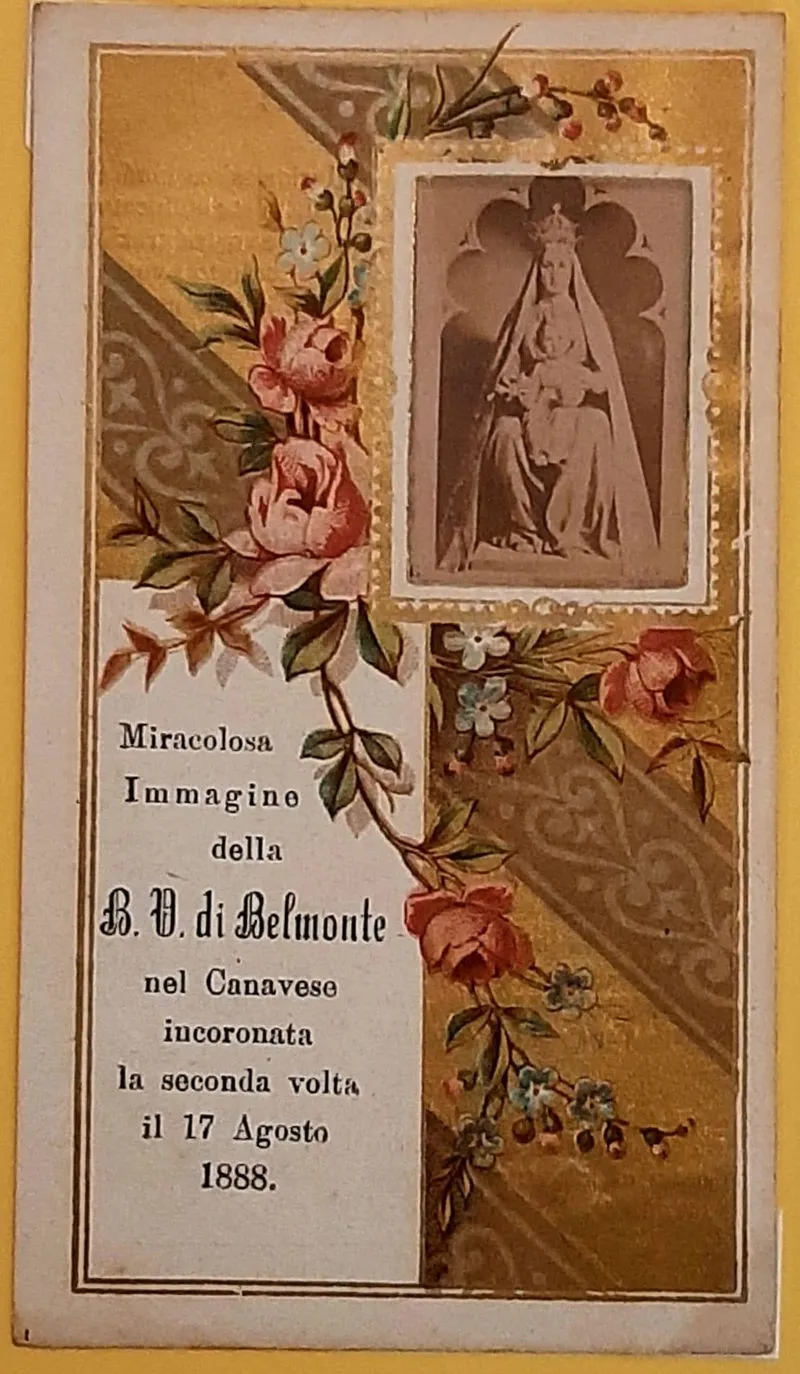 Miracolosa
Immagine
della
B. V. di Belmonte
nel Canavese
incoronata
la seconda volta
il 17 Agosto
1888.